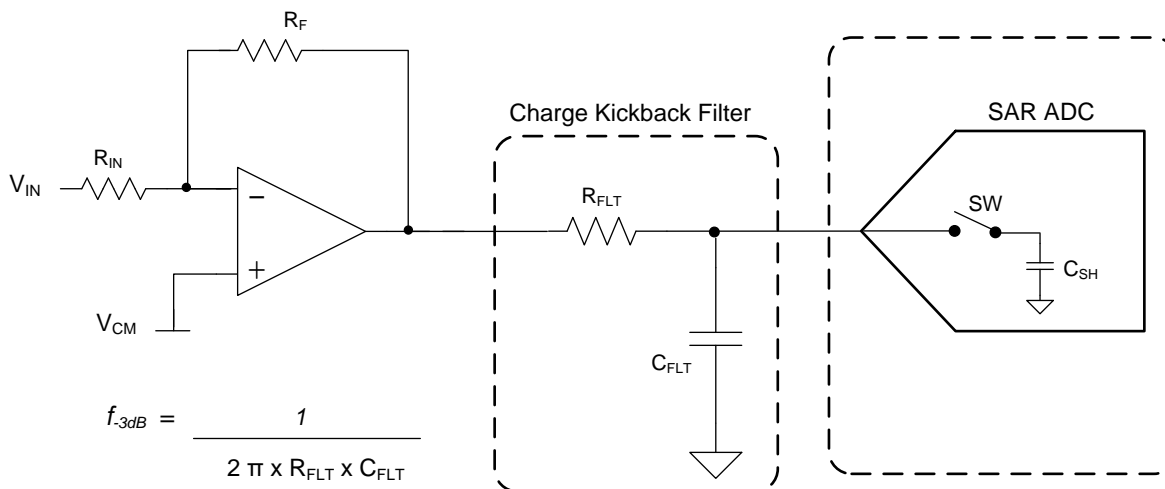 R_F
Charge Kickback Filter
SAR ADC
R_IN
V_IN
−
+
V_CM
R_FLT
C_FLT
SW
C_SH
f_-3dB = 1
2 π x R_FLT x C_FLT